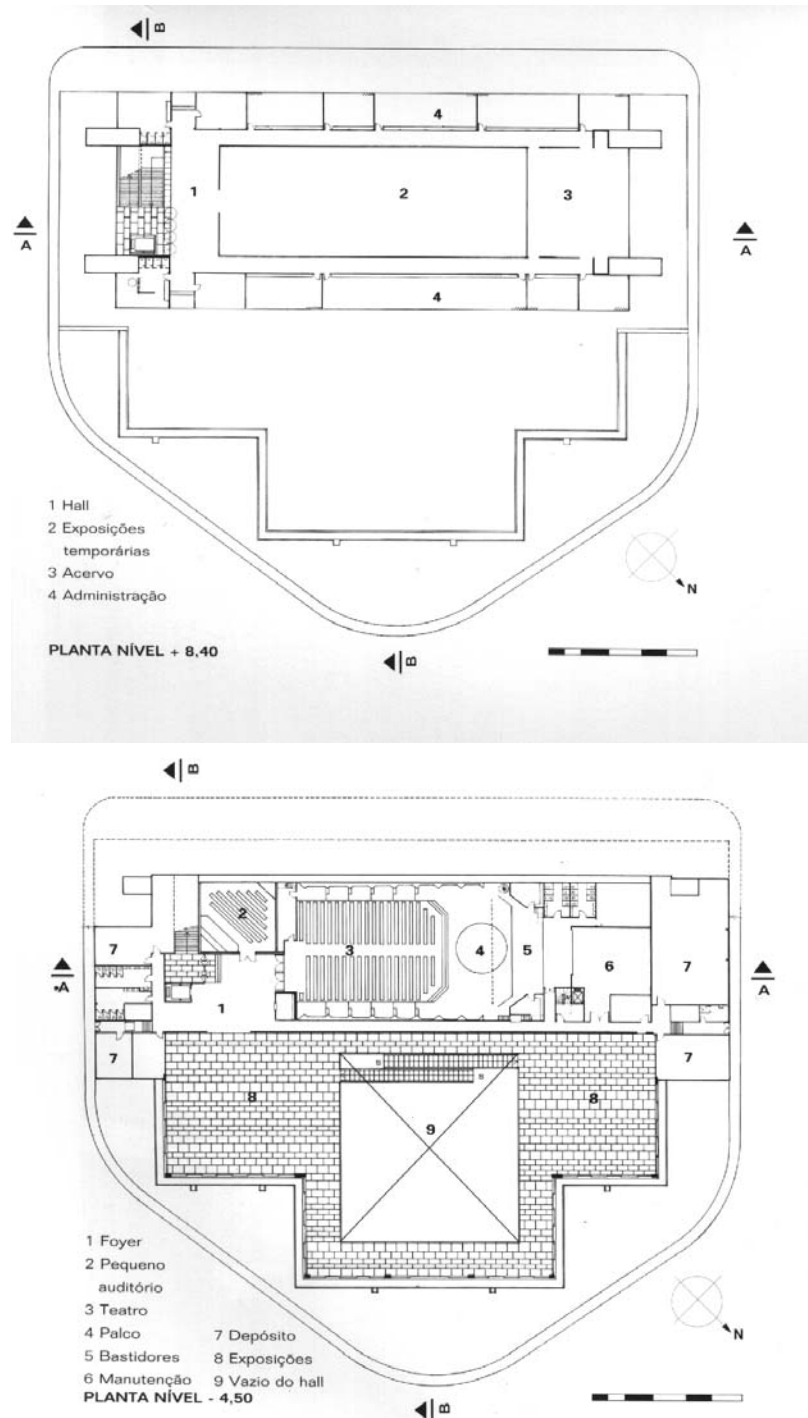 B
4
1
2
3
A
A
4
1 Hall
2 Exposições
temporárias
3 Acervo
4 Administração
N
PLANTA NÍVEL + 8,40
B
B
2
7
3
4
5
6
7
A
A
1
7
7
S
S
8
8
9
1 Foyer
2 Pequeno
auditório
3 Teatro
4 Palco
7 Depósito
5 Bastidores
8 Exposições
6 Manutenção
9 Vazio do hall
N
PLANTA NÍVEL - 4,50
B